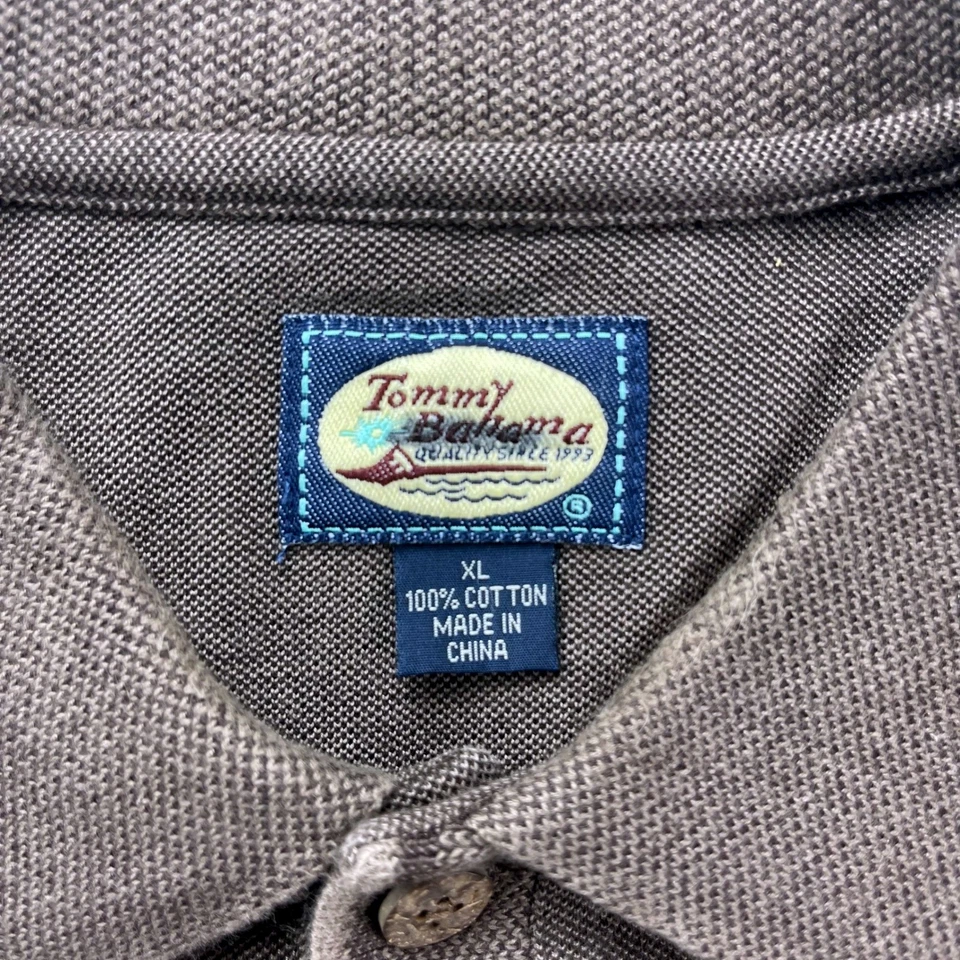 Tommy
Bahama
QUALITY SINCE 1993
®
XL
100% COTTON
MADE IN
CHINA